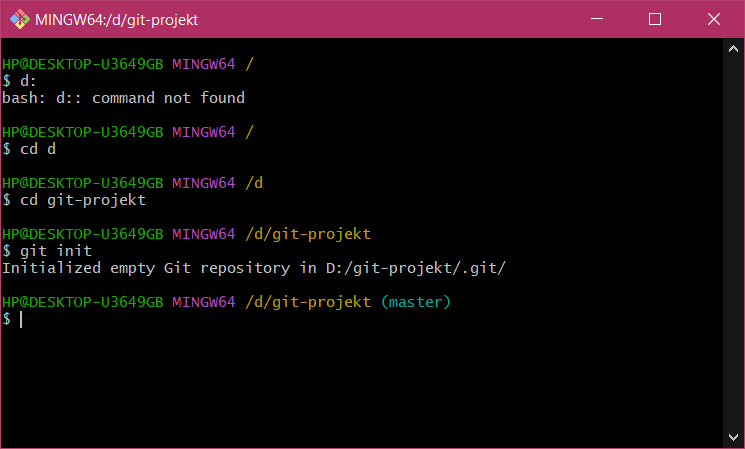 MINGW64:/d/git-projekt
HP@DESKTOP-U3649GB MINGW64 /
$ d:
bash: d:: command not found
HP@DESKTOP-U3649GB MINGW64 /
$ cd d
HP@DESKTOP-U3649GB MINGW64 /d
$ cd git-projekt
HP@DESKTOP-U3649GB MINGW64 /d/git-projekt
$ git init
Initialized empty Git repository in D:/git-projekt/.git/
HP@DESKTOP-U3649GB MINGW64 /d/git-projekt (master)
$